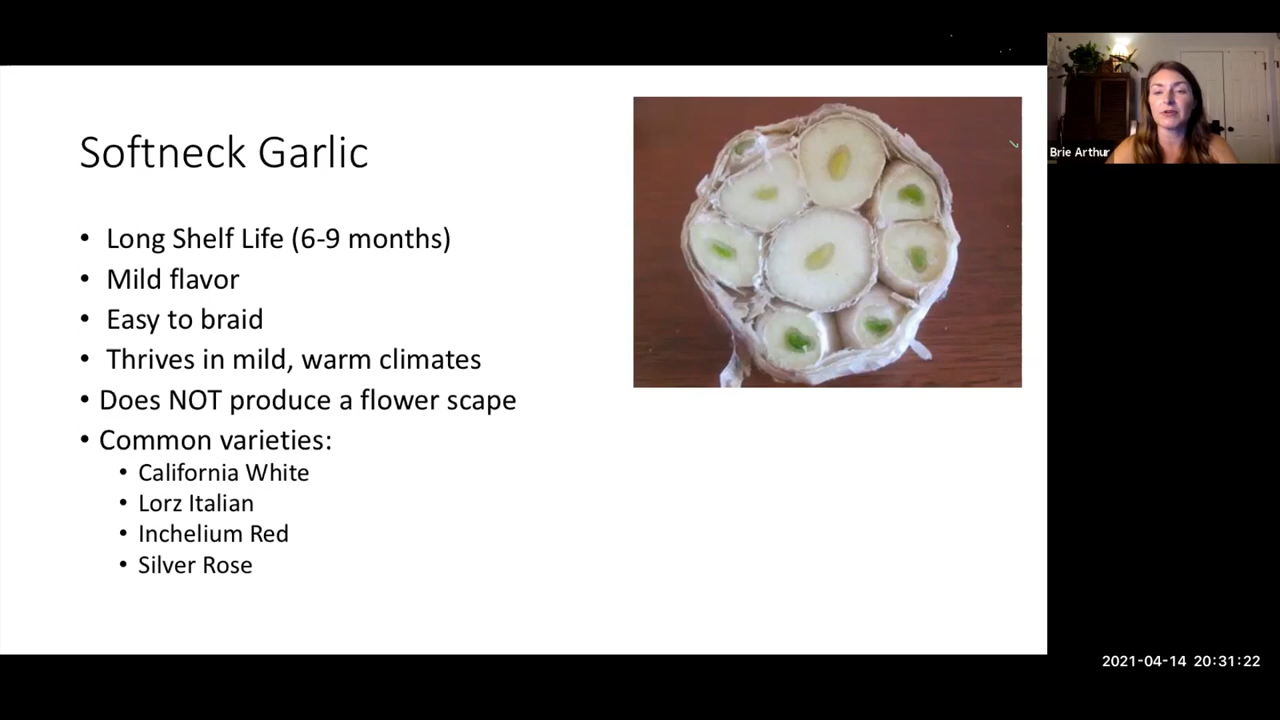 Softneck Garlic
• Long Shelf Life (6-9 months)
• Mild flavor
• Easy to braid
• Thrives in mild, warm climates
• Does NOT produce a flower scape
• Common varieties:
• California White
• Lorz Italian
• Inchelium Red
• Silver Rose
Brie Arthur
2021-04-14 20:31:22